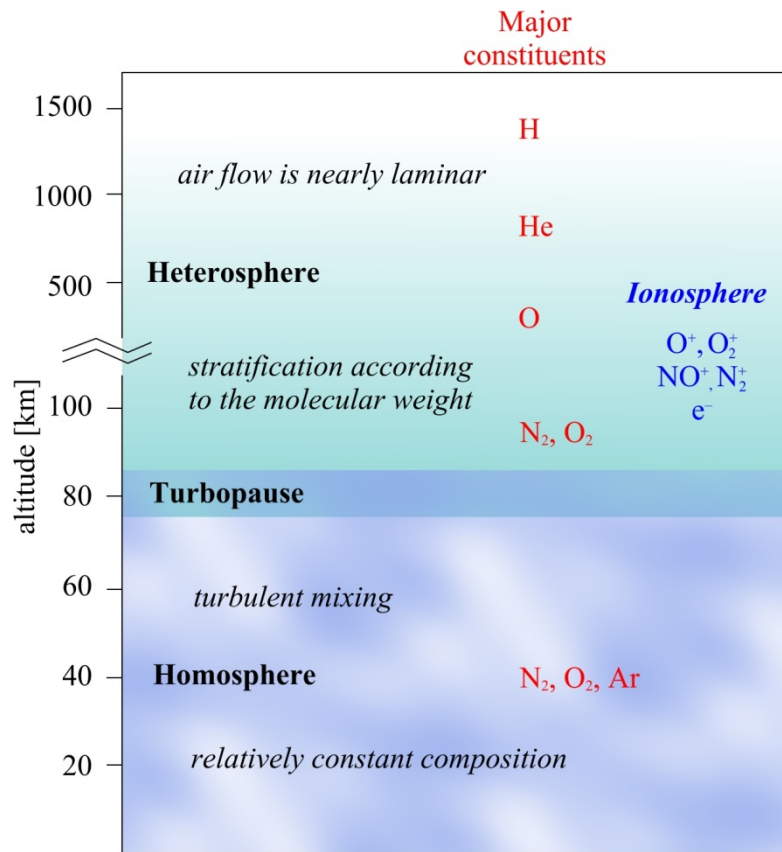 Major
constituents
1500
H
air flow is nearly laminar
1000
He
Heterosphere
500
Ionosphere
O
O⁺, O₂⁺
stratification according
to the molecular weight
NO⁺, N₂⁺
e⁻
100
N₂, O₂
altitude [km]
Turbopause
80
60
turbulent mixing
Homosphere
40
N₂, O₂, Ar
relatively constant composition
20